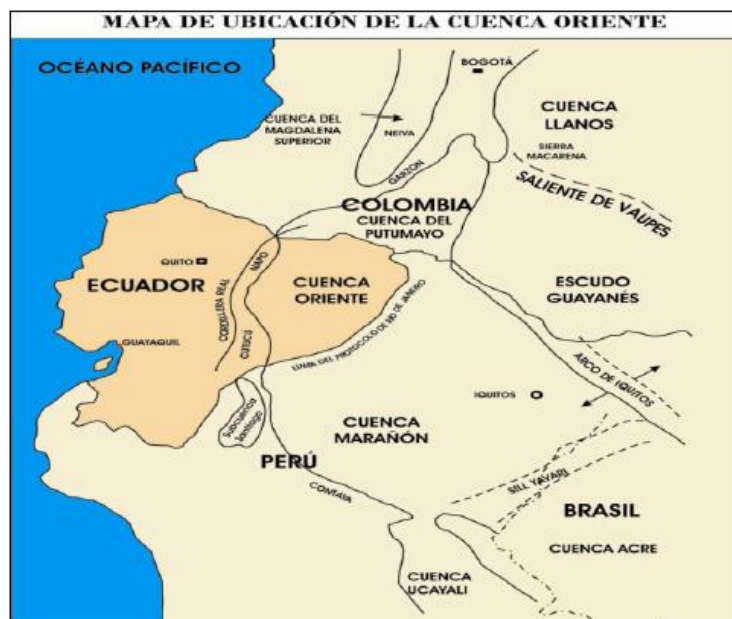 MAPA DE UBICACIÓN DE LA CUENCA ORIENTE
OCÉANO PACÍFICO
BOGOTÁ
CUENCA DEL
MAGDALENA
SUPERIOR
NEIVA
CUENCA
LLANOS
SIERRA
MACARENA
GARZON
SALIENTE DE VAUPES
COLOMBIA
CUENCA DEL
PUTUMAYO
QUITO
NAPO
ECUADOR
CORDILLERA REAL
CUENCA
ORIENTE
ESCUDO
GUAYANÉS
GUAYAQUIL
CUTUCÚ
LINEA DEL PROTOCOLO DE RIO DE JANEIRO
ARCO DE IQUITOS
IQUITOS
Subcuenca
Santiago
CUENCA
MARAÑÓN
PERÚ
CONTAYA
SILL YAYARI
BRASIL
CUENCA ACRE
CUENCA
UCAYALI